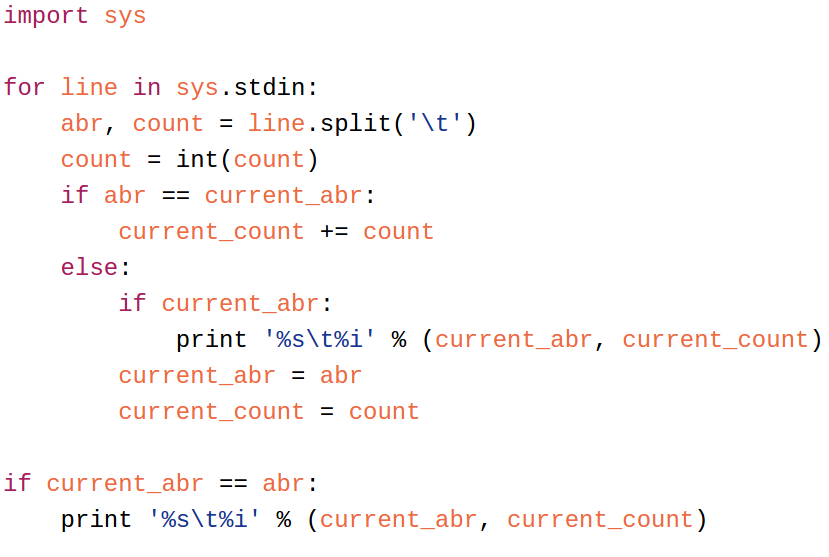 import sys

for line in sys.stdin:
    abr, count = line.split('\t')
    count = int(count)
    if abr == current_abr:
        current_count += count
    else:
        if current_abr:
            print '%s\t%i' % (current_abr, current_count)
        current_abr = abr
        current_count = count

if current_abr == abr:
    print '%s\t%i' % (current_abr, current_count)